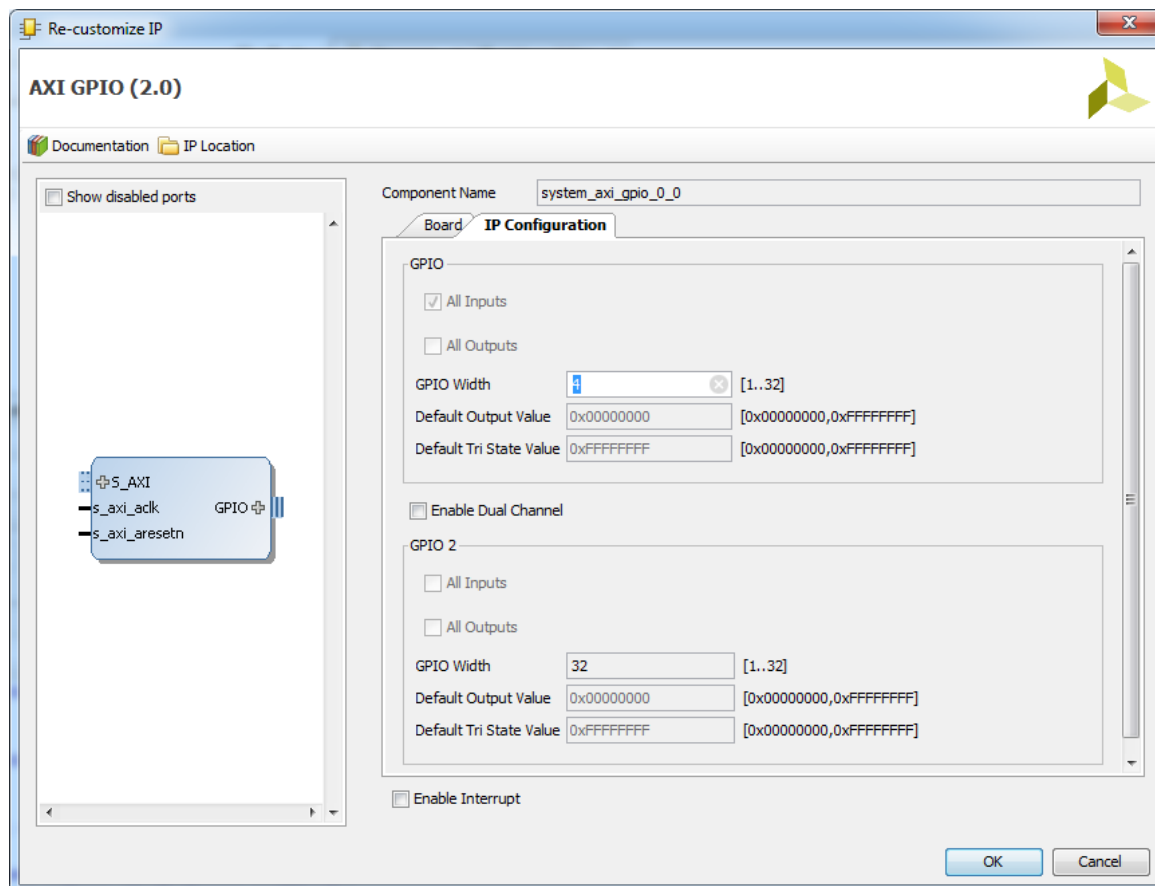 Re-customize IP
AXI GPIO (2.0)
Documentation IP Location
Show disabled ports
S_AXI
s_axi_aclk GPIO
s_axi_aresetn
Component Name system_axi_gpio_0_0
Board IP Configuration
GPIO
All Inputs
All Outputs
GPIO Width 4 [1..32]
Default Output Value 0x00000000 [0x00000000,0xFFFFFFFF]
Default Tri State Value 0xFFFFFFFF [0x00000000,0xFFFFFFFF]
Enable Dual Channel
GPIO 2
All Inputs
All Outputs
GPIO Width 32 [1..32]
Default Output Value 0x00000000 [0x00000000,0xFFFFFFFF]
Default Tri State Value 0xFFFFFFFF [0x00000000,0xFFFFFFFF]
Enable Interrupt
OK Cancel